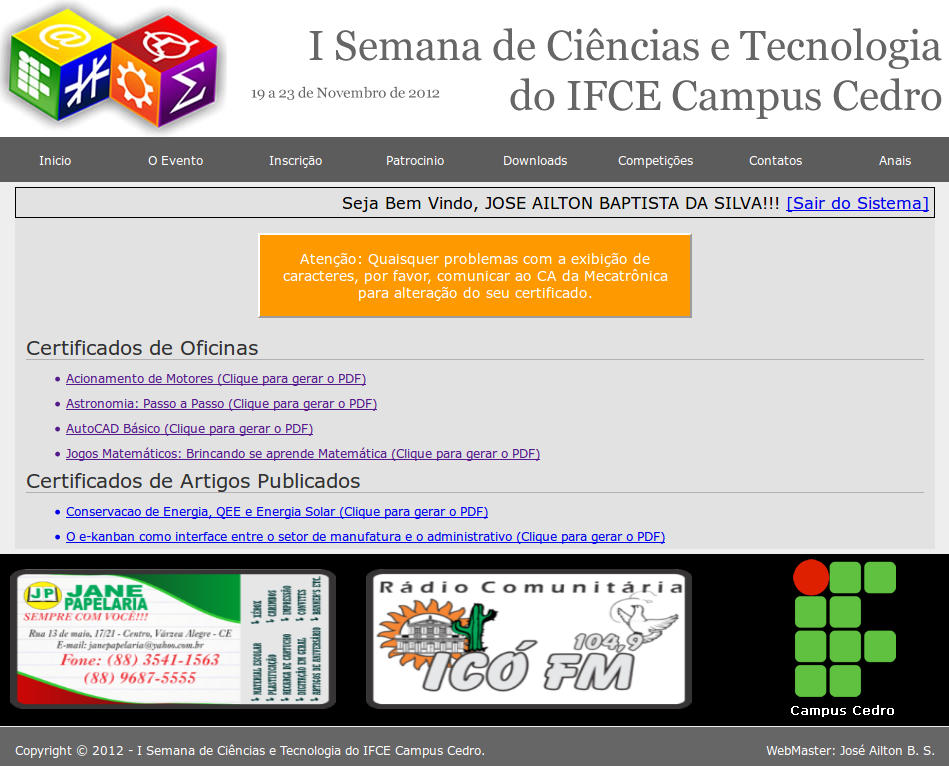 I Semana de Ciências e Tecnologia
do IFCE Campus Cedro
19 a 23 de Novembro de 2012
Inicio O Evento Inscrição Patrocinio Downloads Competições Contatos Anais
Seja Bem Vindo, JOSE AILTON BAPTISTA DA SILVA!!! [Sair do Sistema]
Atenção: Quaisquer problemas com a exibição de
caracteres, por favor, comunicar ao CA da Mecatrônica
para alteração do seu certificado.
Certificados de Oficinas
Acionamento de Motores (Clique para gerar o PDF)
Astronomia: Passo a Passo (Clique para gerar o PDF)
AutoCAD Básico (Clique para gerar o PDF)
Jogos Matemáticos: Brincando se aprende Matemática (Clique para gerar o PDF)
Certificados de Artigos Publicados
Conservacao de Energia, QEE e Energia Solar (Clique para gerar o PDF)
O e-kanban como interface entre o setor de manufatura e o administrativo (Clique para gerar o PDF)
JP JANE
PAPELARIA
SEMPRE COM VOCÊ!!!
Rua 13 de maio, 17/21 - Centro, Várzea Alegre - CE
E-mail: janepapelaria@yahoo.com.br
Fone: (88) 3541-1563
(88) 9687-5555
MATERIAL ESCOLAR
PLASTIFICAÇÃO
RECARGA DE CARTUCHO
DIGITAÇÃO EM GERAL
ARTIGOS DE ANIVERSÁRIO
XÉROX
CARIMBOS
IMPRESSÃO
CONVITES
BANNER'S ETC.
Rádio Comunitária
104,9
ICÓ FM
Campus Cedro
Copyright © 2012 - I Semana de Ciências e Tecnologia do IFCE Campus Cedro.
WebMaster: José Ailton B. S.